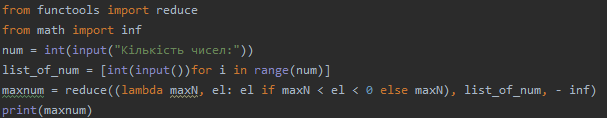 from functools import reduce
from math import inf
num = int(input("Кількість чисел:"))
list_of_num = [int(input())for i in range(num)]
maxnum = reduce((lambda maxN, el: el if maxN < el < 0 else maxN), list_of_num, - inf)
print(maxnum)